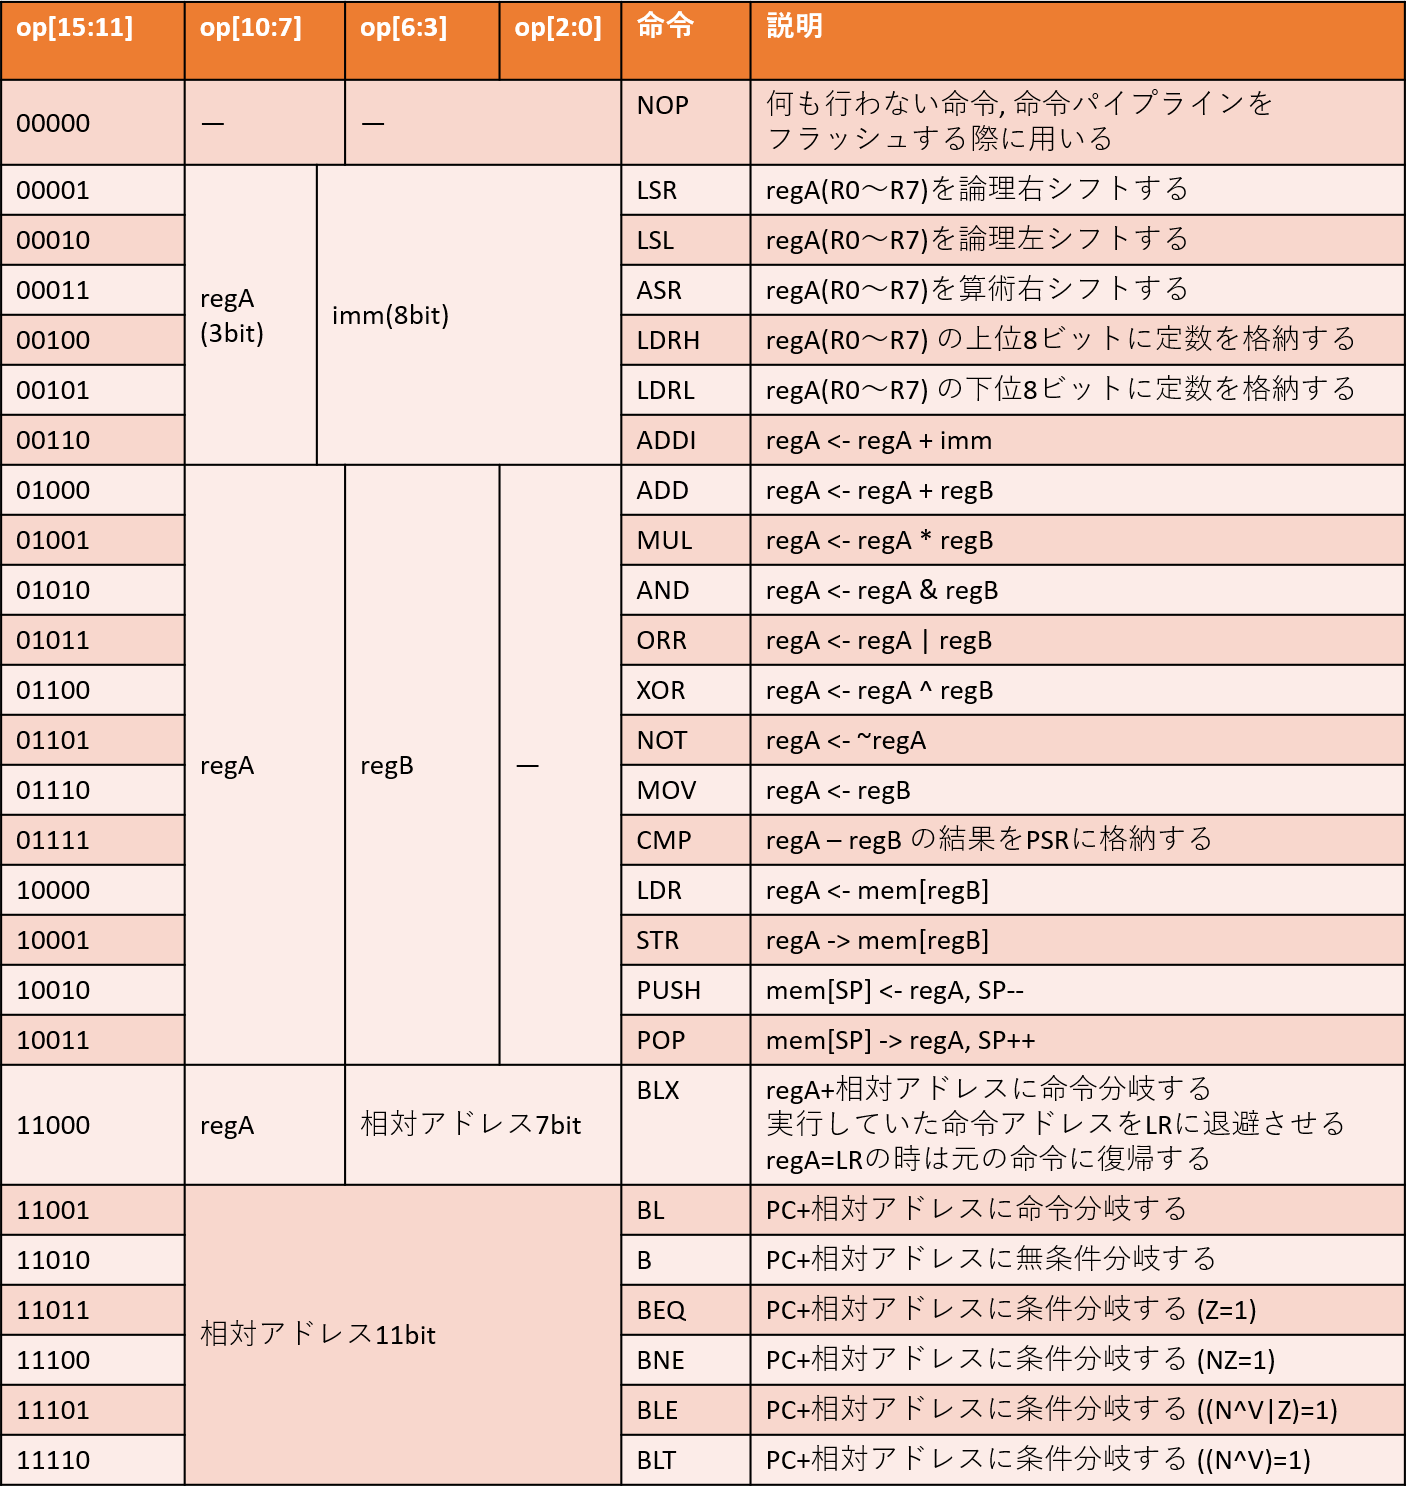 op[15:11] op[10:7] op[6:3] op[2:0] 命令 説明
00000 — — NOP 何も行わない命令, 命令パイプラインを
フラッシュする際に用いる
00001 LSR regA(R0～R7)を論理右シフトする
00010 LSL regA(R0～R7)を論理左シフトする
00011 ASR regA(R0～R7)を算術右シフトする
regA
(3bit)
imm(8bit)
00100 LDRH regA(R0～R7) の上位8ビットに定数を格納する
00101 LDRL regA(R0～R7) の下位8ビットに定数を格納する
00110 ADDI regA <- regA + imm
01000 ADD regA <- regA + regB
01001 MUL regA <- regA * regB
01010 AND regA <- regA & regB
01011 ORR regA <- regA | regB
01100 XOR regA <- regA ^ regB
01101 NOT regA <- ~regA
regA regB —
01110 MOV regA <- regB
01111 CMP regA – regB の結果をPSRに格納する
10000 LDR regA <- mem[regB]
10001 STR regA -> mem[regB]
10010 PUSH mem[SP] <- regA, SP--
10011 POP mem[SP] -> regA, SP++
11000 regA 相対アドレス7bit BLX regA+相対アドレスに命令分岐する
実行していた命令アドレスをLRに退避させる
regA=LRの時は元の命令に復帰する
11001 BL PC+相対アドレスに命令分岐する
11010 B PC+相対アドレスに無条件分岐する
11011 BEQ PC+相対アドレスに条件分岐する (Z=1)
相対アドレス11bit
11100 BNE PC+相対アドレスに条件分岐する (NZ=1)
11101 BLE PC+相対アドレスに条件分岐する ((N^V|Z)=1)
11110 BLT PC+相対アドレスに条件分岐する ((N^V)=1)